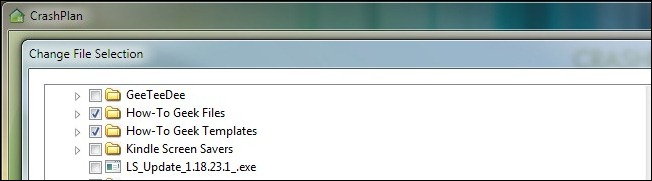 CrashPlan
Change File Selection
CRASH
GeeTeeDee
How-To Geek Files
How-To Geek Templates
Kindle Screen Savers
LS_Update_1.18.23.1_.exe